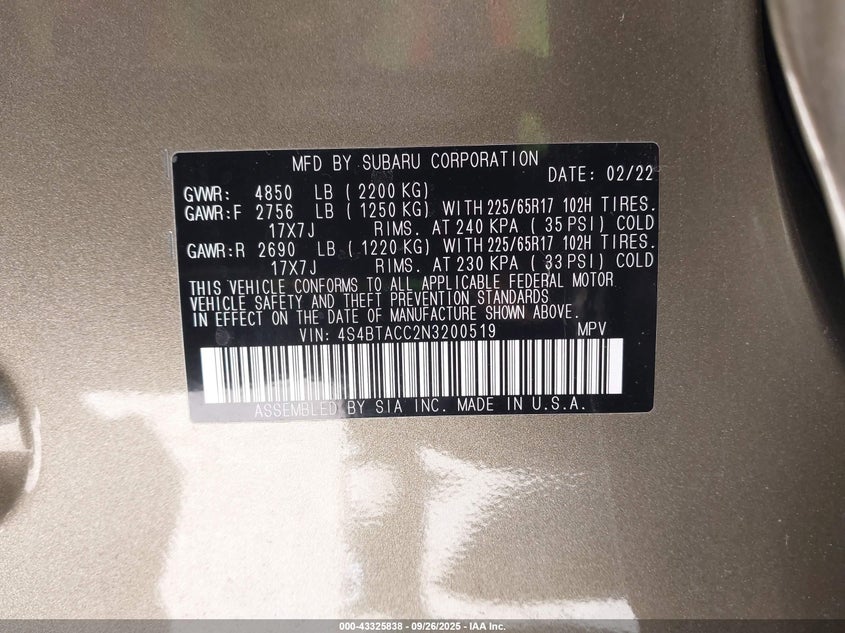 MFD BY SUBARU CORPORATION
DATE: 02/22
GVWR: 4850 LB (2200 KG)
GAWR:F 2756 LB (1250 KG) WITH 225/65R17 102H TIRES.
17X7J RIMS. AT 240 KPA (35 PSI) COLD
GAWR:R 2690 LB (1220 KG) WITH 225/65R17 102H TIRES.
17X7J RIMS. AT 230 KPA (33 PSI) COLD
THIS VEHICLE CONFORMS TO ALL APPLICABLE FEDERAL MOTOR
VEHICLE SAFETY AND THEFT PREVENTION STANDARDS
IN EFFECT ON THE DATE OF MANUFACTURE SHOWN ABOVE.
VIN: 4S4BTACC2N3200519 MPV
ASSEMBLED BY SIA INC. MADE IN U.S.A.
000-43325838 - 09/26/2025 - IAA Inc.